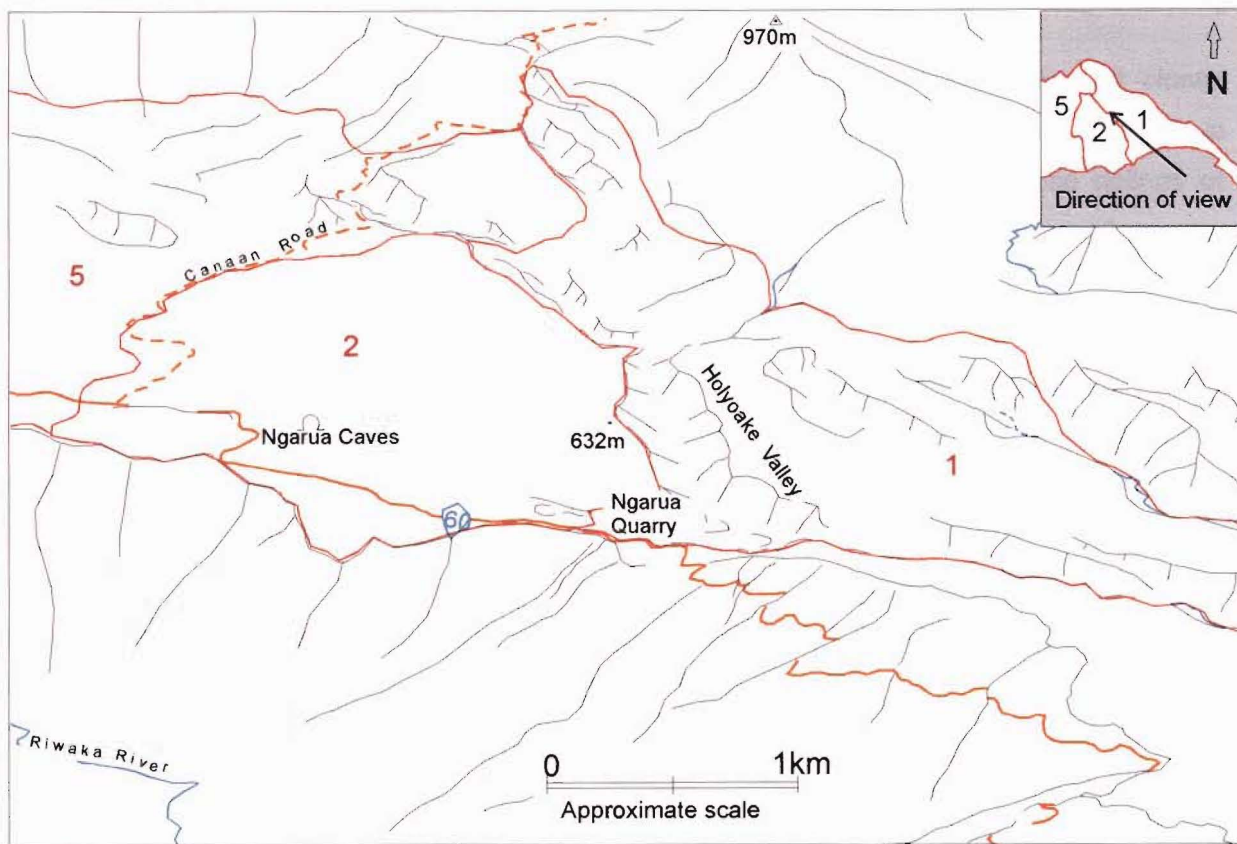 970m
N
5
2
1
Direction of view
Canaan Road
5
2
Holyoake Valley
Ngarua Caves
632m
1
Ngarua
Quarry
60
Riwaka River
0 1km
Approximate scale